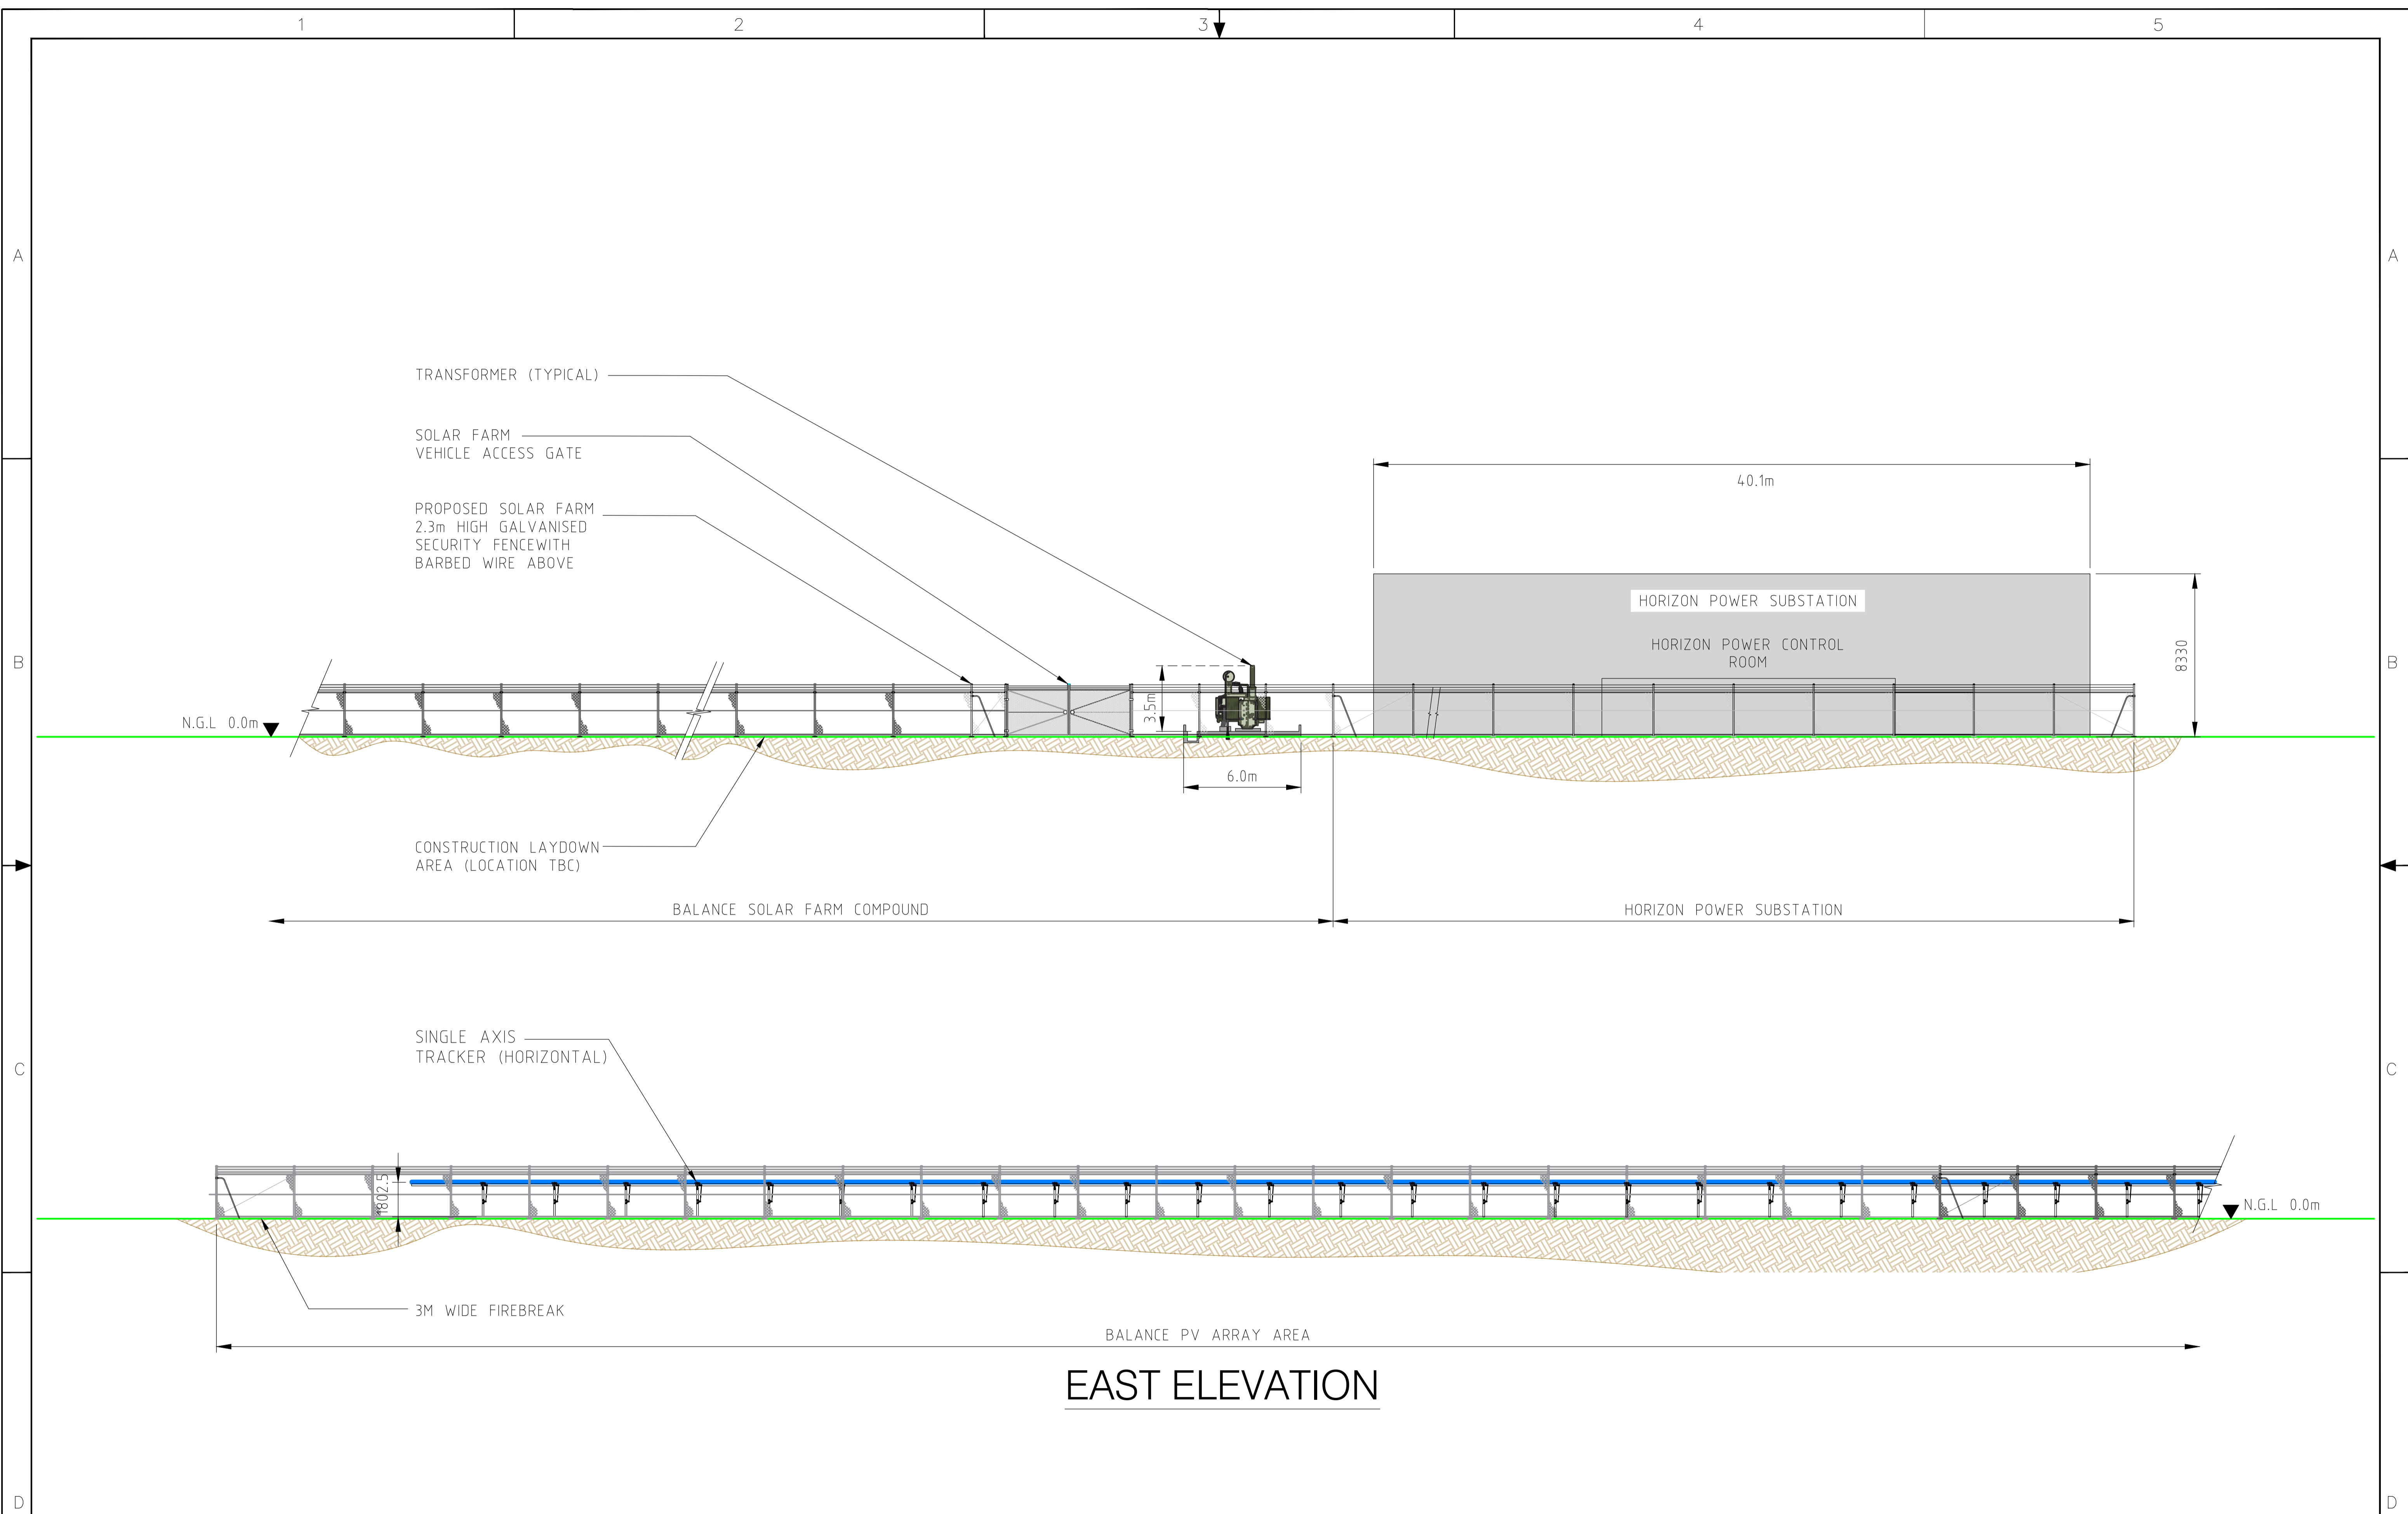 1 2 3 4 5
A A
TRANSFORMER (TYPICAL)
SOLAR FARM
VEHICLE ACCESS GATE
PROPOSED SOLAR FARM
2.3m HIGH GALVANISED
SECURITY FENCEWITH
BARBED WIRE ABOVE
40.1m
HORIZON POWER SUBSTATION
HORIZON POWER CONTROL
ROOM
8330
B B
3.5m
N.G.L 0.0m
6.0m
CONSTRUCTION LAYDOWN
AREA (LOCATION TBC)
BALANCE SOLAR FARM COMPOUND
HORIZON POWER SUBSTATION
SINGLE AXIS
TRACKER (HORIZONTAL)
C C
1802.5
N.G.L 0.0m
3M WIDE FIREBREAK
BALANCE PV ARRAY AREA
EAST ELEVATION
D D